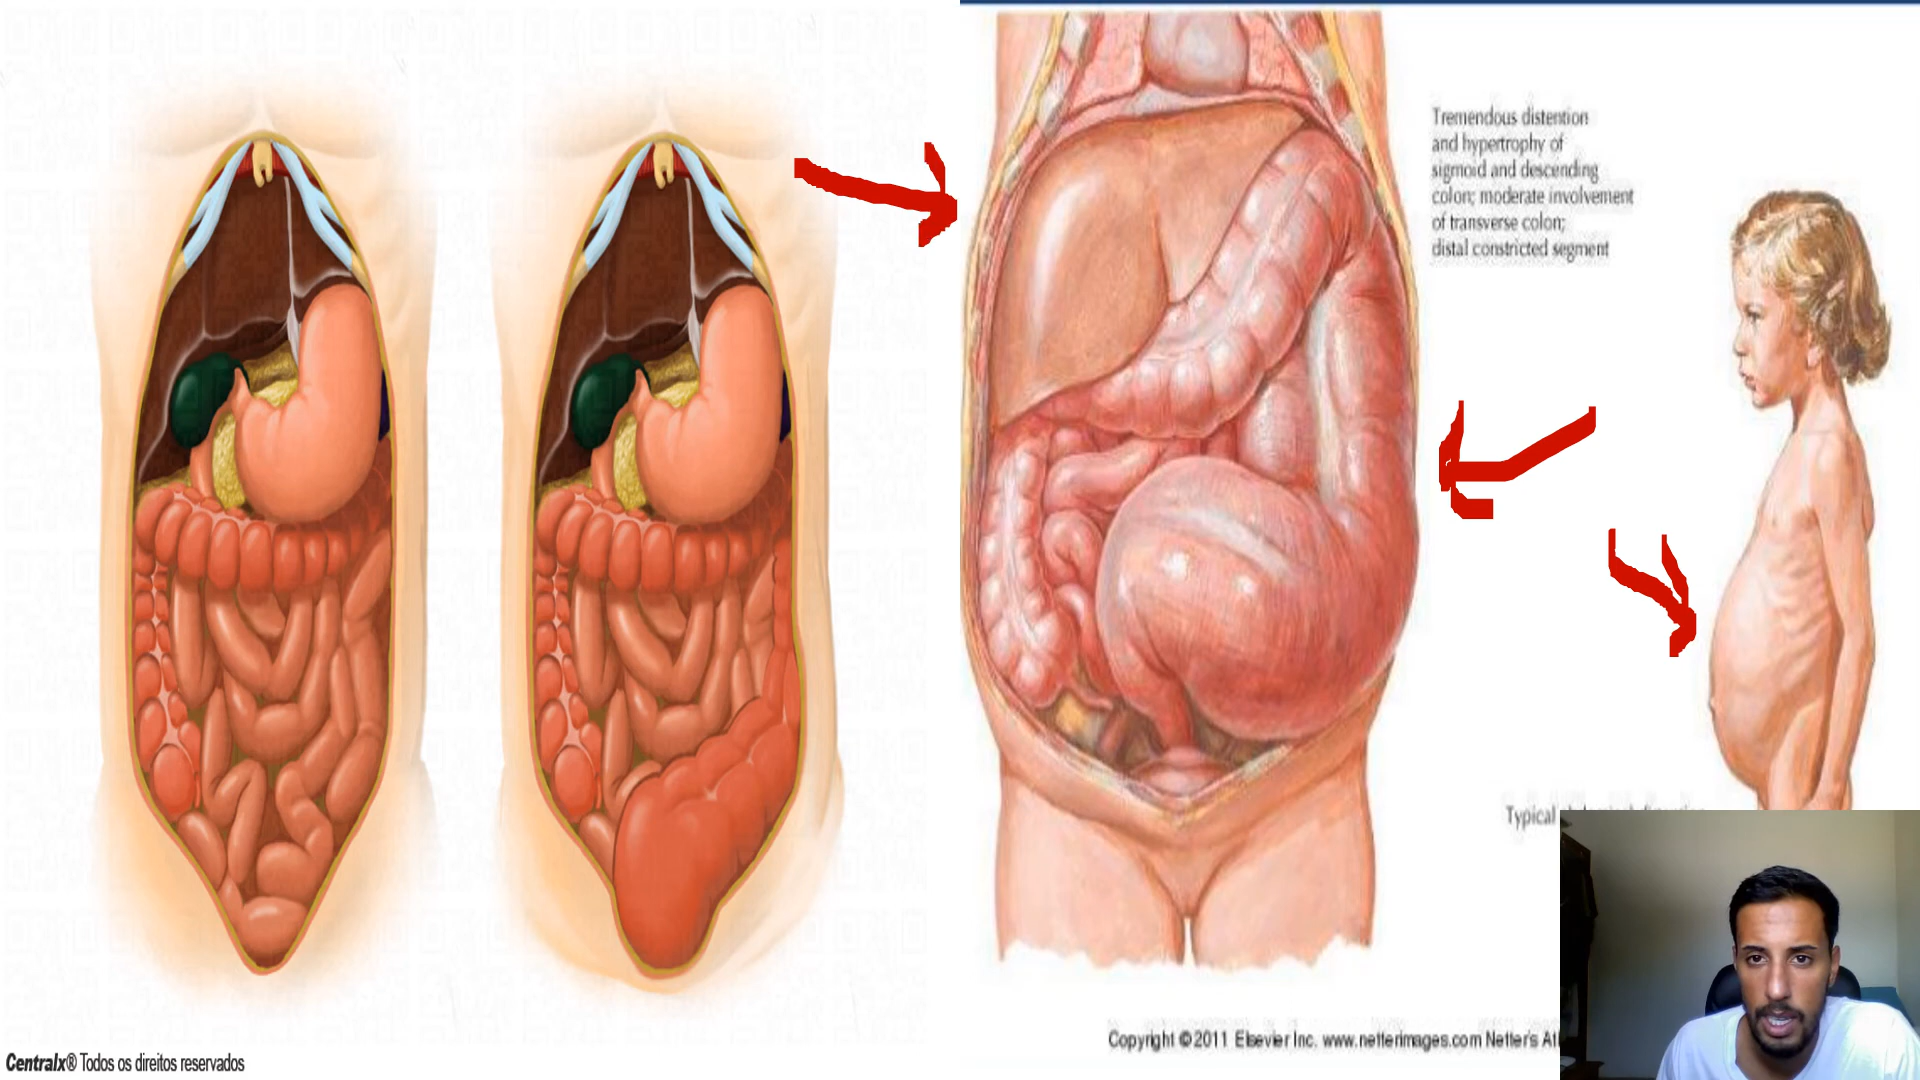 Tremendous distention
and hypertrophy of
sigmoid and descending
colon; moderate involvement
of transverse colon;
distal constricted segment
Typical
Copyright ©2011 Elsevier Inc. www.netterimages.com Netter's
Centralx® Todos os direitos reservados